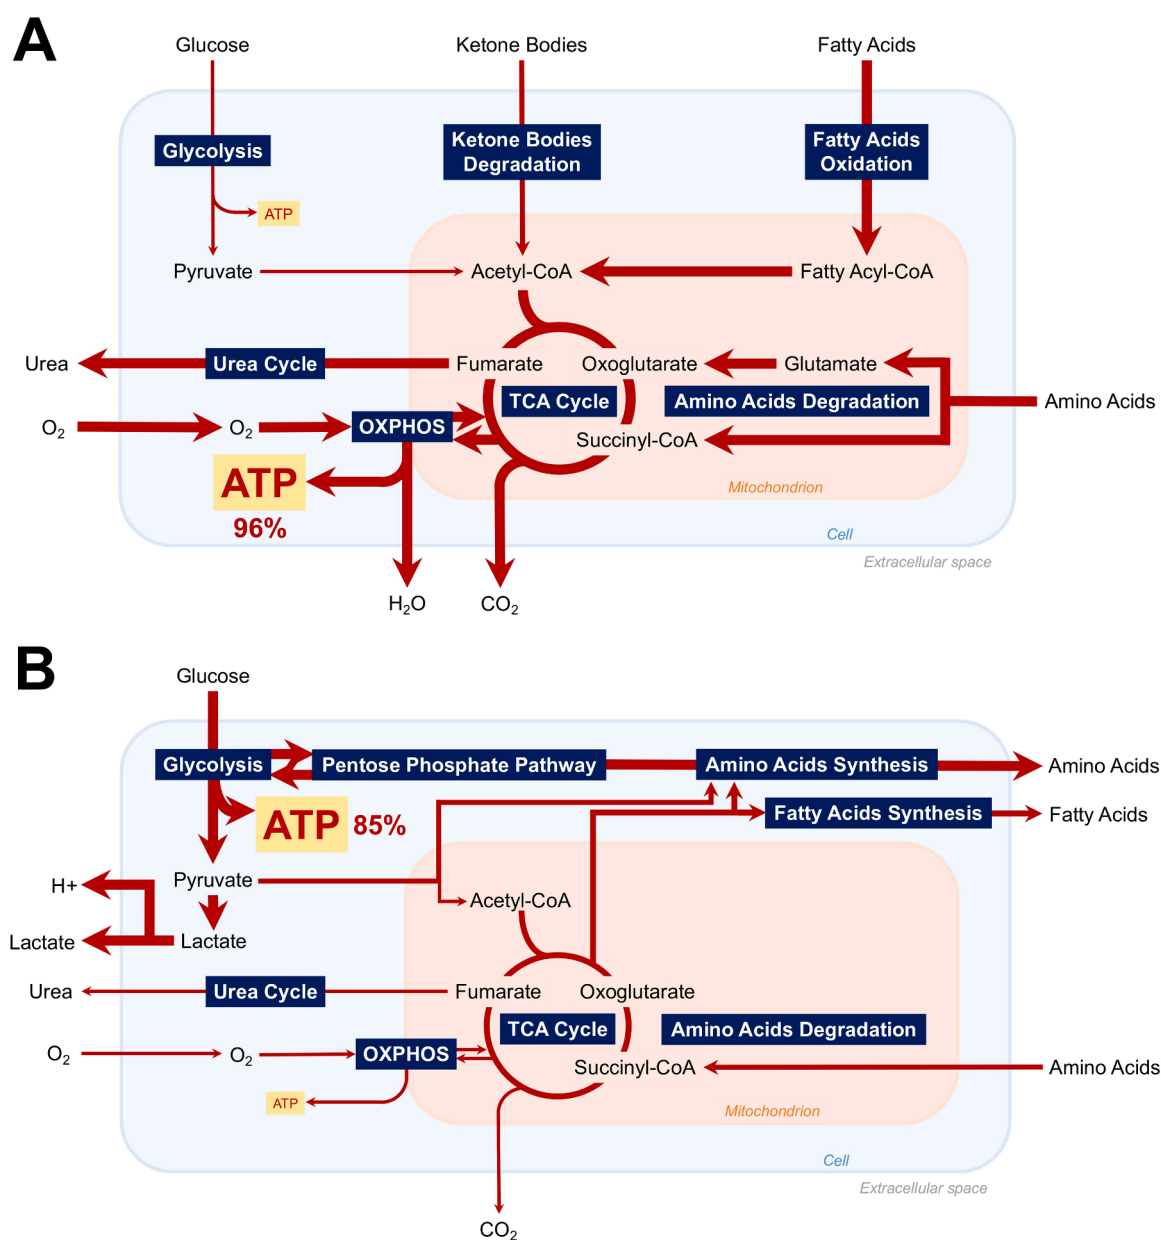 A
Glucose
Ketone Bodies
Fatty Acids
Glycolysis
Ketone Bodies
Degradation
Fatty Acids
Oxidation
ATP
Pyruvate
Acetyl-CoA
Fatty Acyl-CoA
Urea
Urea Cycle
Fumarate
Oxoglutarate
Glutamate
TCA Cycle
Amino Acids Degradation
Amino Acids
O₂
O₂
OXPHOS
Succinyl-CoA
ATP
96%
Mitochondrion
Cell
Extracellular space
H₂O
CO₂
B
Glucose
Glycolysis
Pentose Phosphate Pathway
Amino Acids Synthesis
Amino Acids
ATP
85%
Fatty Acids Synthesis
Fatty Acids
Pyruvate
H+
Acetyl-CoA
Lactate
Lactate
Urea
Urea Cycle
Fumarate
Oxoglutarate
TCA Cycle
Amino Acids Degradation
O₂
O₂
OXPHOS
Succinyl-CoA
Amino Acids
ATP
Mitochondrion
Cell
Extracellular space
CO₂